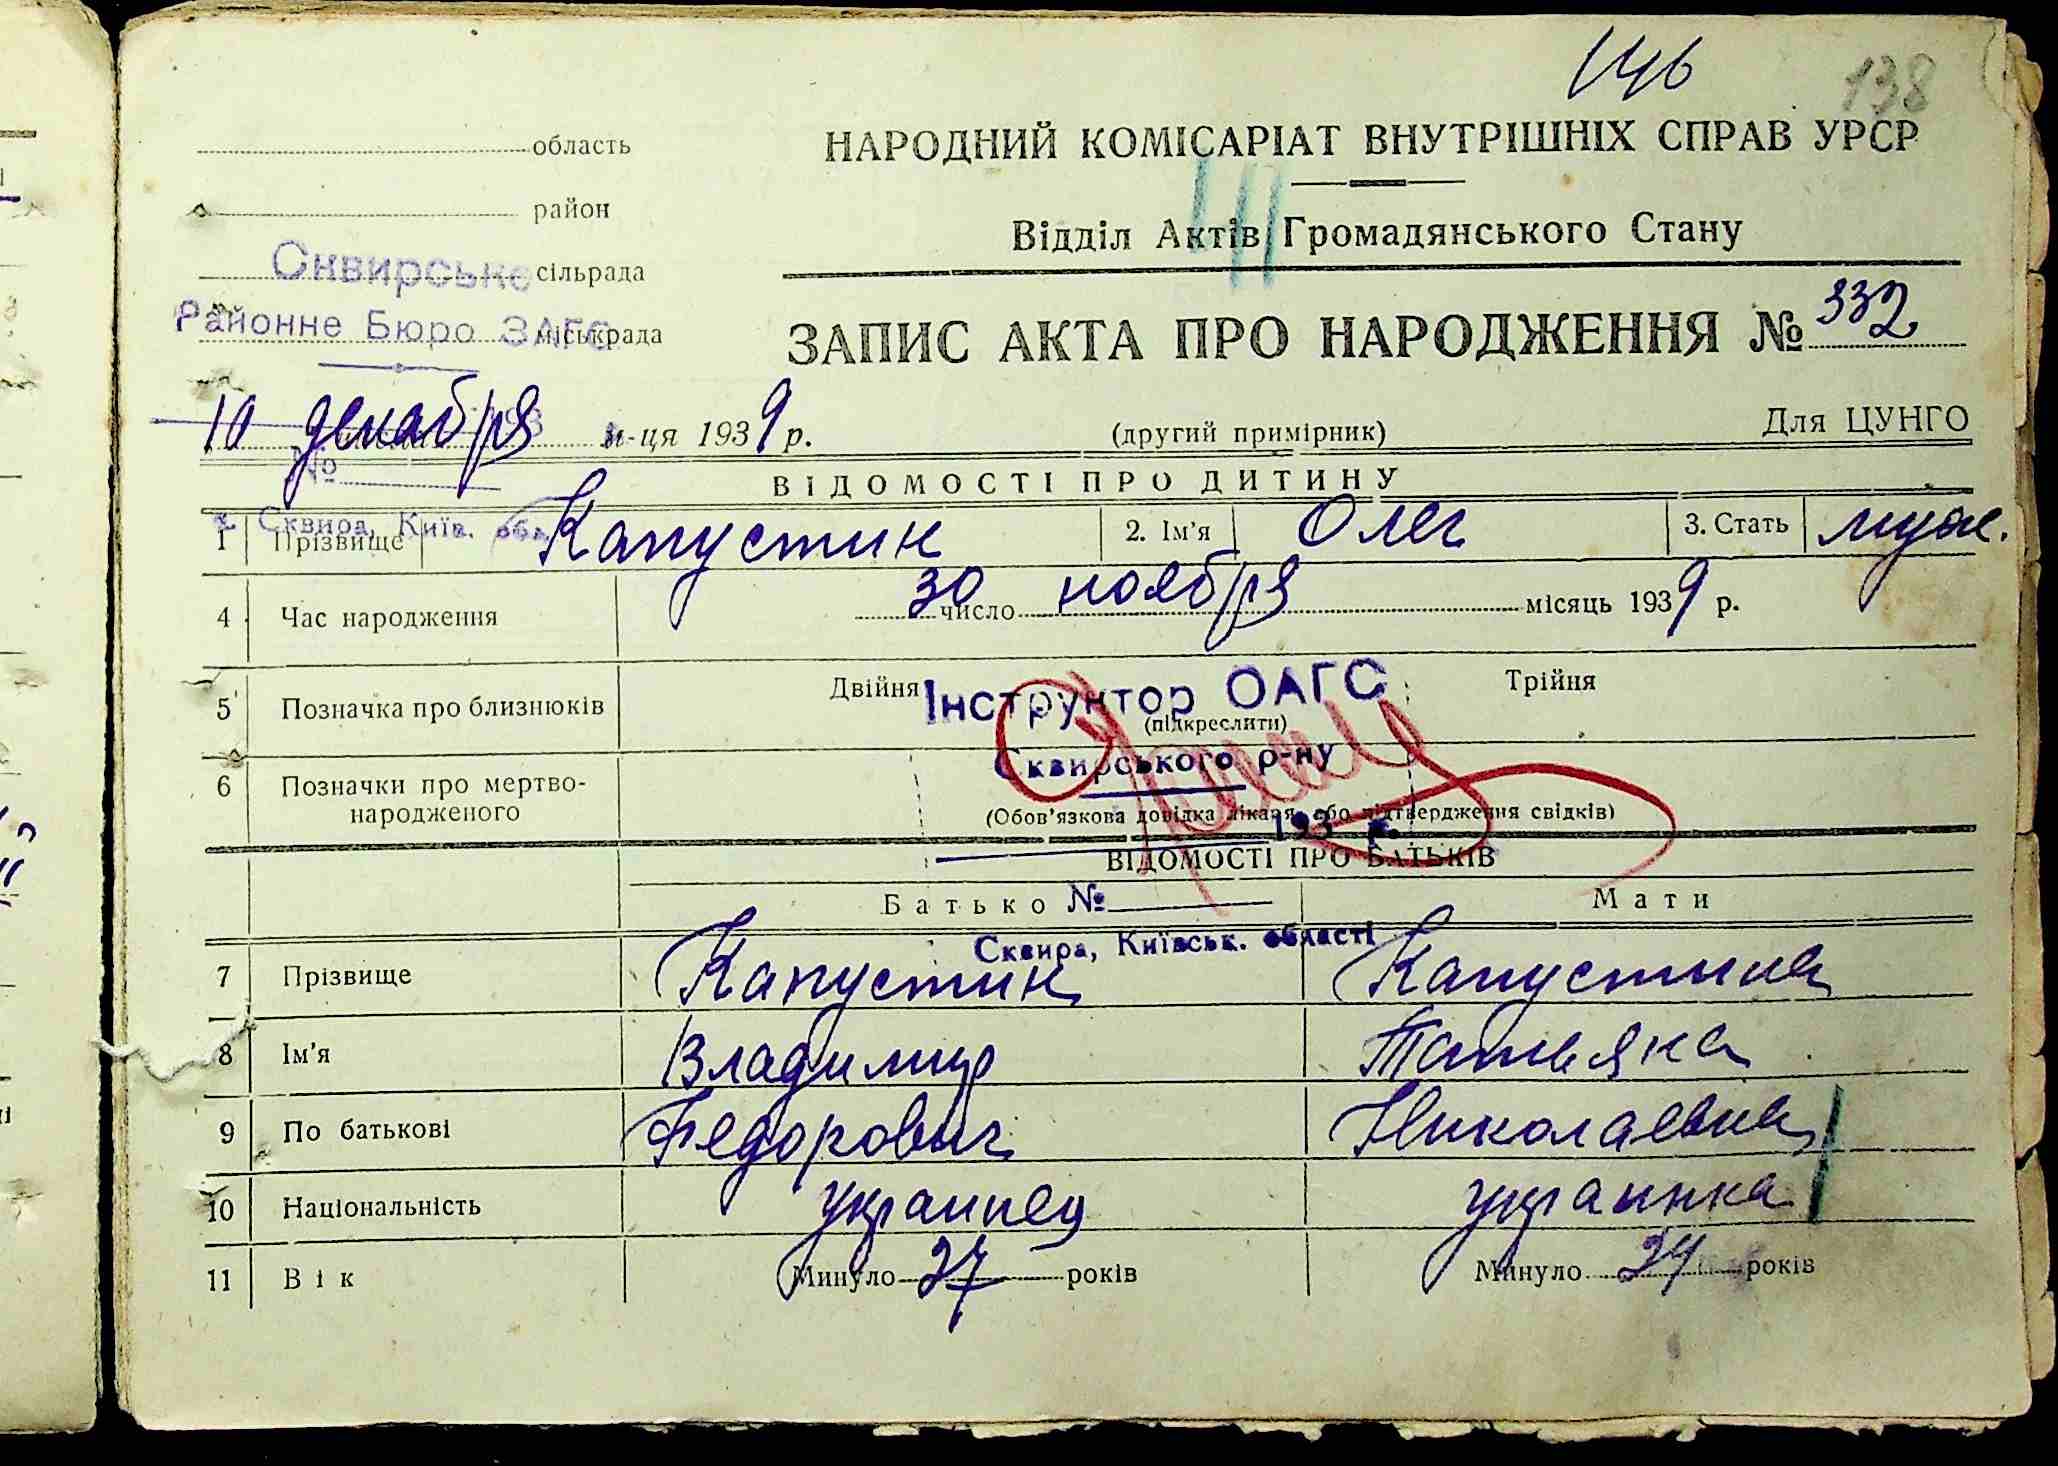 146
138
область
район
Сквирське сільрада
Районне Бюро ЗАГС міськрада
НАРОДНИЙ КОМІСАРІАТ ВНУТРІШНІХ СПРАВ УРСР
Відділ Актів Громадянського Стану
ЗАПИС АКТА ПРО НАРОДЖЕННЯ № 332
10 декабря м-ця 1939 р.
(другий примірник)
Для ЦУНГО
№
ВІДОМОСТІ ПРО ДИТИНУ
Сквира, Київ. обл.
1 Прізвище Капустин 2. Ім'я Олег 3. Стать муж.
4 Час народження 30 число ноября місяць 1939 р.
5 Позначка про близнюків Двійня Трійня
(підкреслити)
Інструктор ОАГС
Сквирського р-ну
6 Позначки про мертво-
народженого
(Обов'язкова довідка лікаря або підтвердження свідків)
193 р.
ВІДОМОСТІ ПРО БАТЬКІВ
Батько Мати
№
Сквира, Київськ. області
7 Прізвище Капустин Капустина
8 Ім'я Владимир Татьяна
9 По батькові Федорович Николаевна
10 Національність украинец украинка
11 Вік Минуло 27 років Минуло 24 років